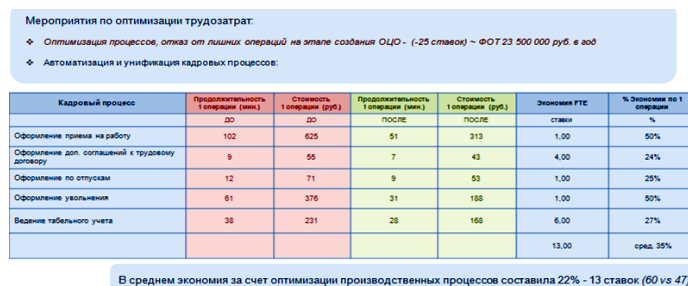 Мероприятия по оптимизации трудозатрат:
❖ Оптимизация процессов, отказ от лишних операций на этапе создания ОЦО - (-25 ставок) ~ ФОТ 23 500 000 руб. в год
❖ Автоматизация и унификация кадровых процессов:
Кадровый процесс Продолжительность 1 операции (мин.) Стоимость 1 операции (руб.) Продолжительность 1 операции (мин.) Стоимость 1 операции (руб.) Экономия FTE % Экономии по 1 операции
ДО ДО ПОСЛЕ ПОСЛЕ ставки %
Оформление приема на работу 102 625 51 313 1,00 50%
Оформление доп. соглашений к трудовому договору 9 55 7 43 4,00 24%
Оформление по отпускам 12 71 9 53 1,00 25%
Оформление увольнения 61 376 31 188 1,00 50%
Ведение табельного учета 38 231 28 168 6,00 27%
13,00 сред. 35%
В среднем экономия за счет оптимизации производственных процессов составила 22% - 13 ставок (60 vs 47)